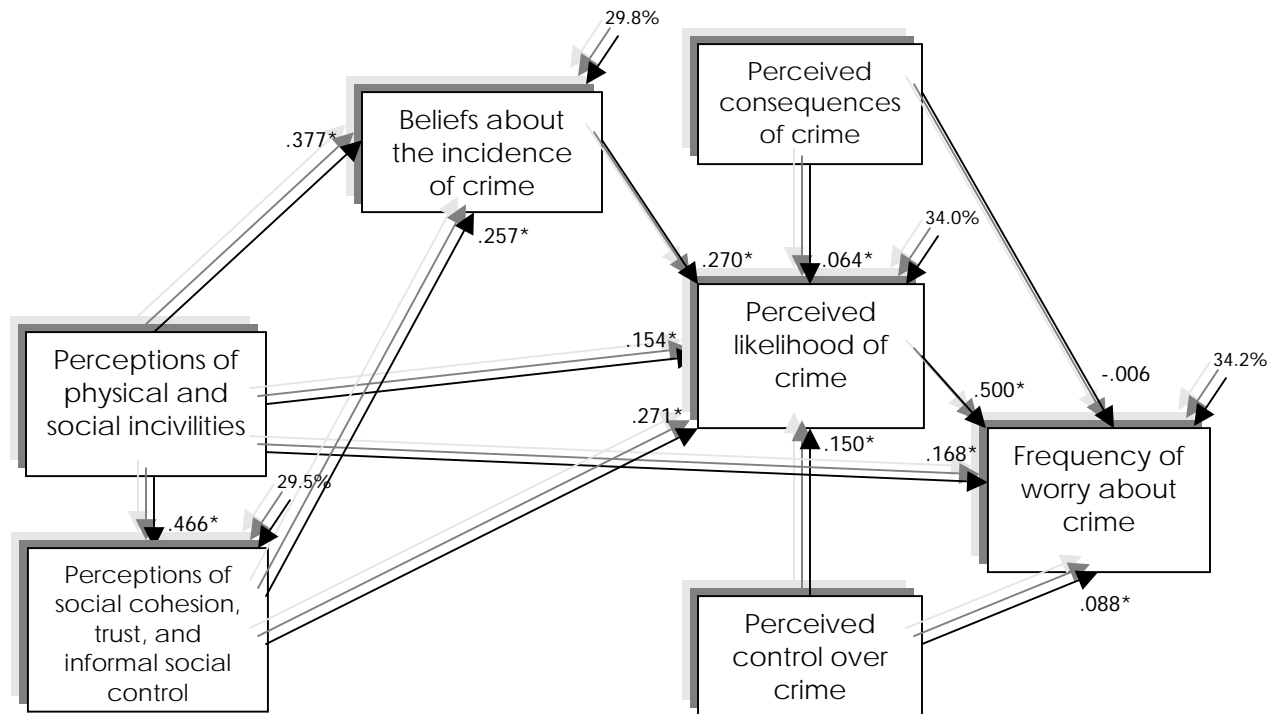 29.8%
Perceived
consequences
of crime
Beliefs about
the incidence
of crime
.377*
.257*
34.0%
.270*
.064*
Perceived
likelihood of
crime
.154*
34.2%
-.006
.500*
Perceptions of
physical and
social incivilities
.271*
.150*
.168*
Frequency of
worry about
crime
29.5%
.466*
Perceptions of
social cohesion,
trust, and
informal social
control
Perceived
control over
crime
.088*